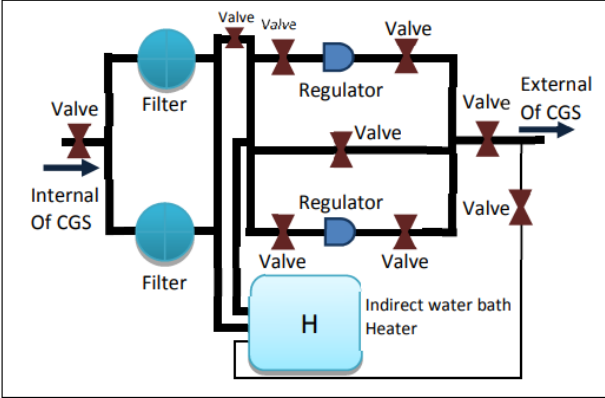 Valve
Valve
Valve
Valve
Filter
Regulator
External
Of CGS
Valve
Valve
Internal
Of CGS
Regulator
Valve
Filter
Valve
Valve
H
Indirect water bath
Heater